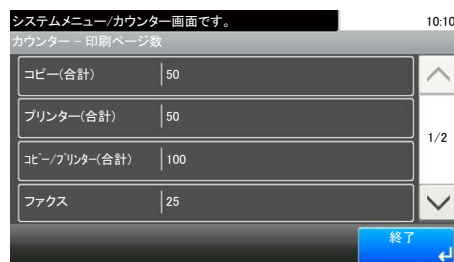 システムメニュー/カウンター画面です。
10:10
カウンター - 印刷ページ数
コピー(合計) 50
プリンター(合計) 50
1/2
ｺﾋﾟｰ/ﾌﾟﾘﾝﾀｰ(合計) 100
ファクス 25
終了